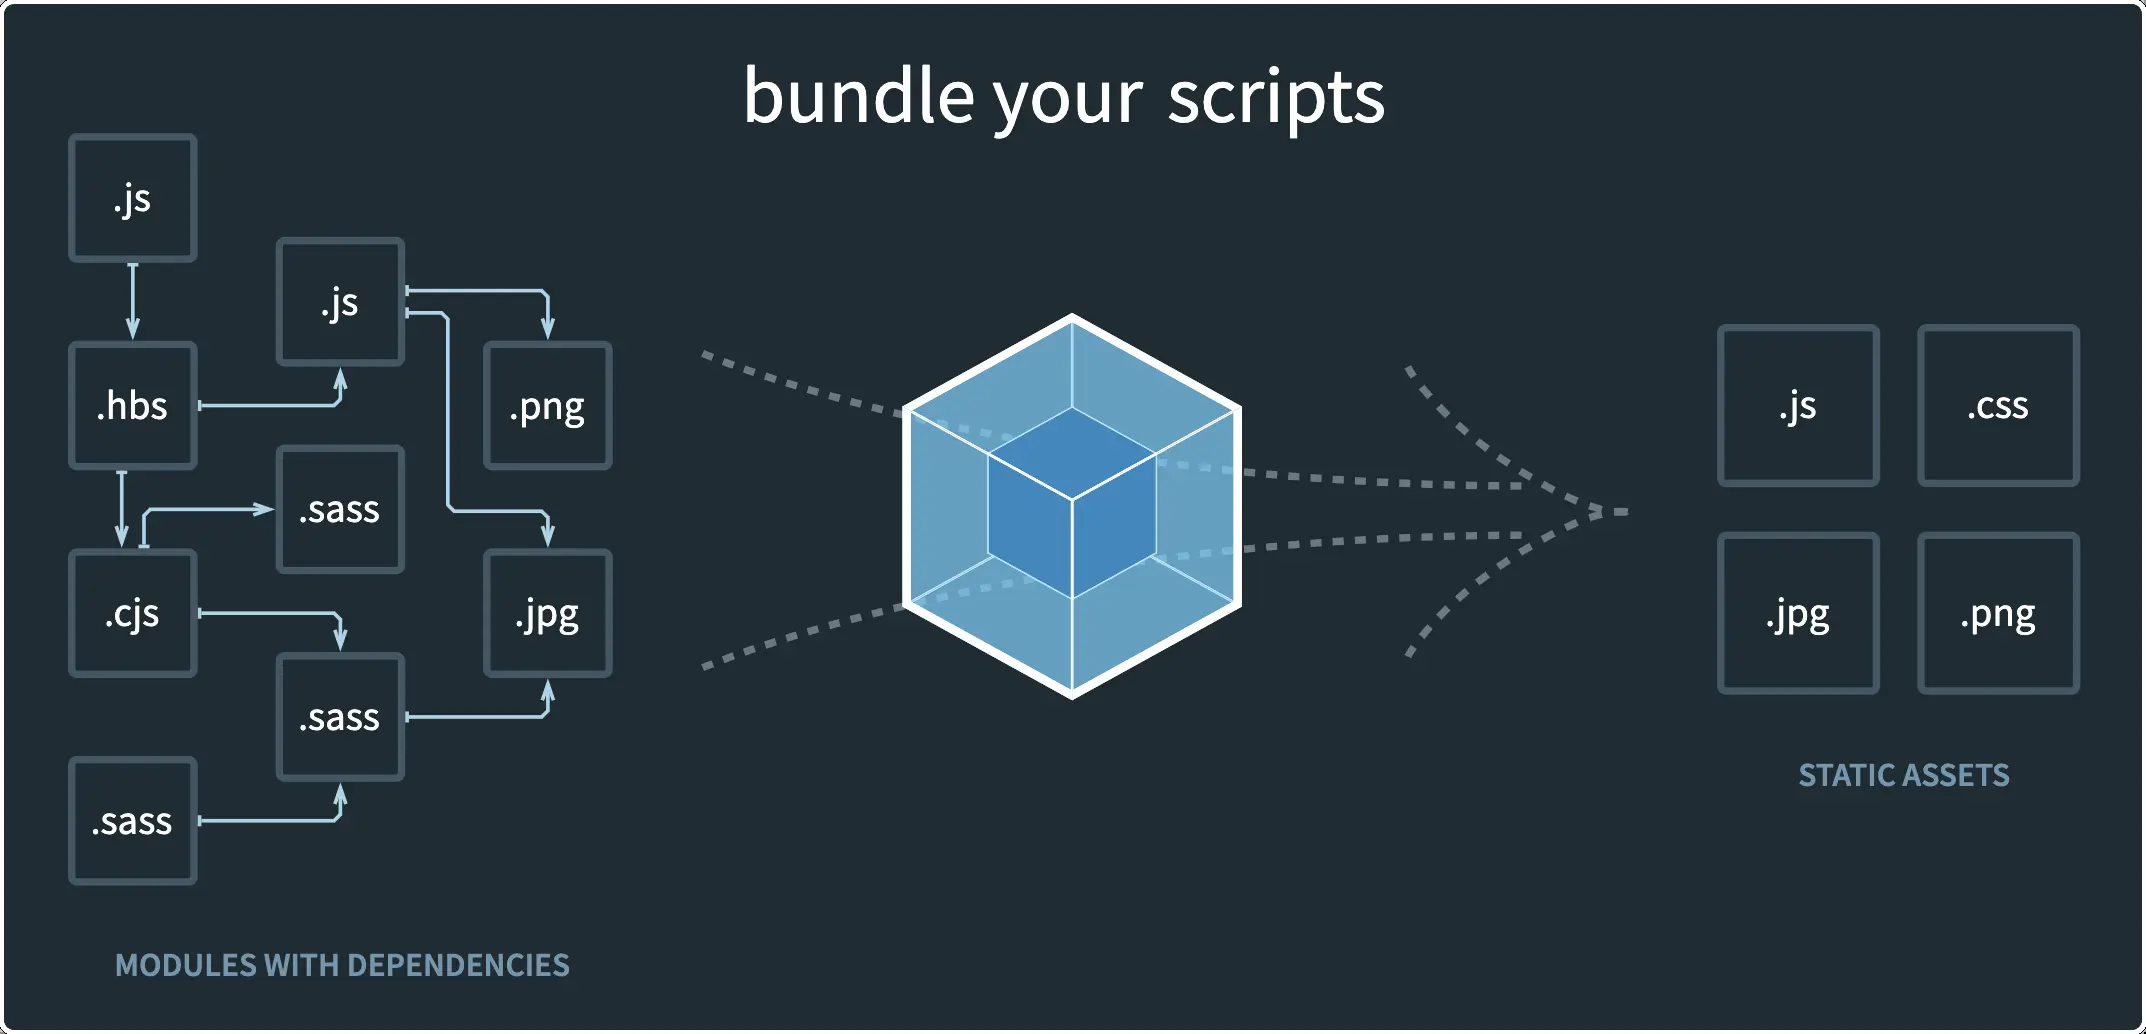 bundle your scripts
.js
.js
.hbs
.png
.sass
.cjs
.jpg
.sass
.sass
MODULES WITH DEPENDENCIES
.js
.css
.jpg
.png
STATIC ASSETS